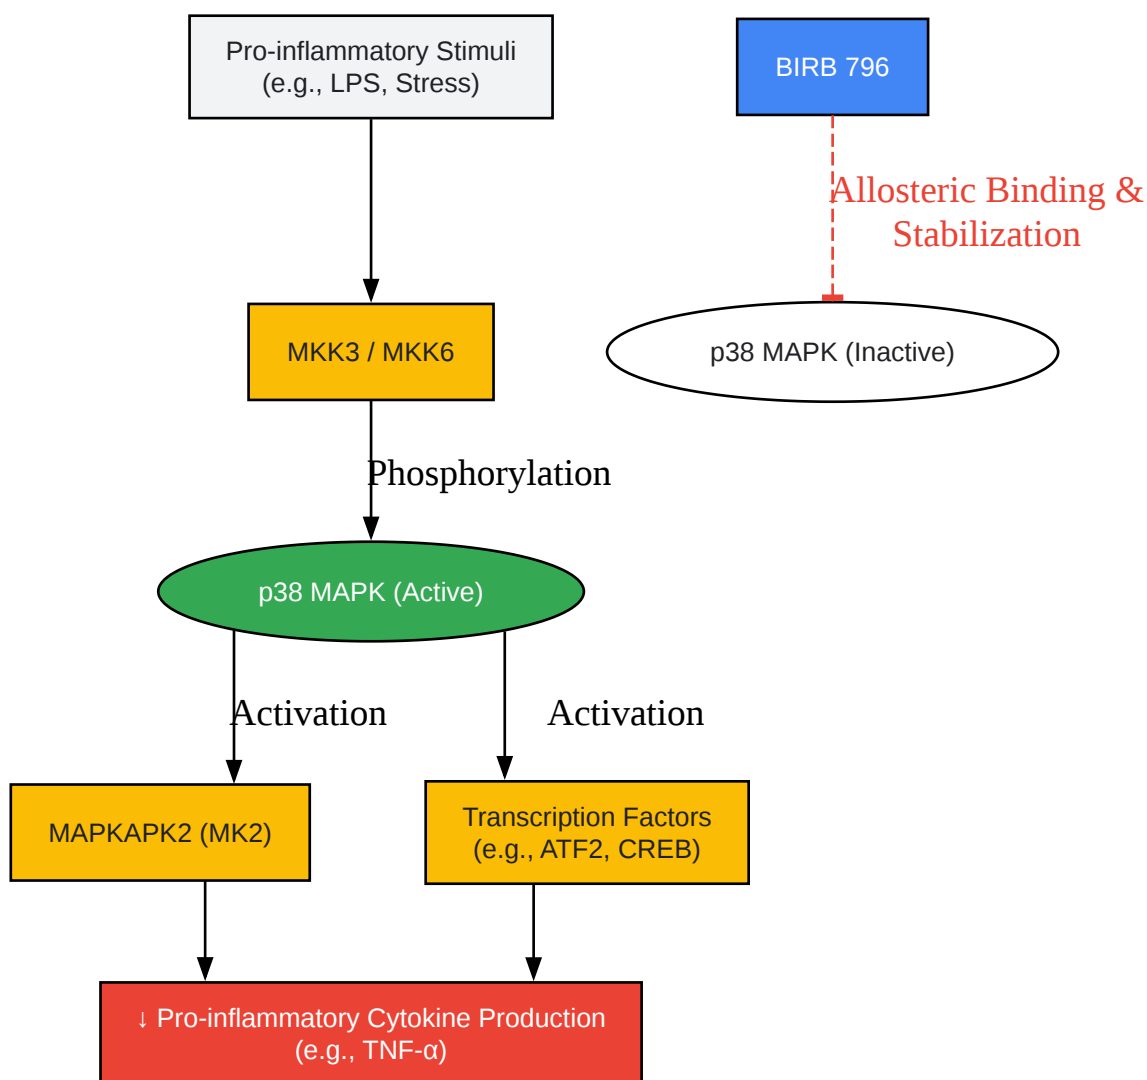 Pro-inflammatory Stimuli
(e.g., LPS, Stress)
BIRB 796
Allosteric Binding &
Stabilization
MKK3 / MKK6
p38 MAPK (Inactive)
Phosphorylation
p38 MAPK (Active)
Activation
Activation
MAPKAPK2 (MK2)
Transcription Factors
(e.g., ATF2, CREB)
↓ Pro-inflammatory Cytokine Production
(e.g., TNF-α)